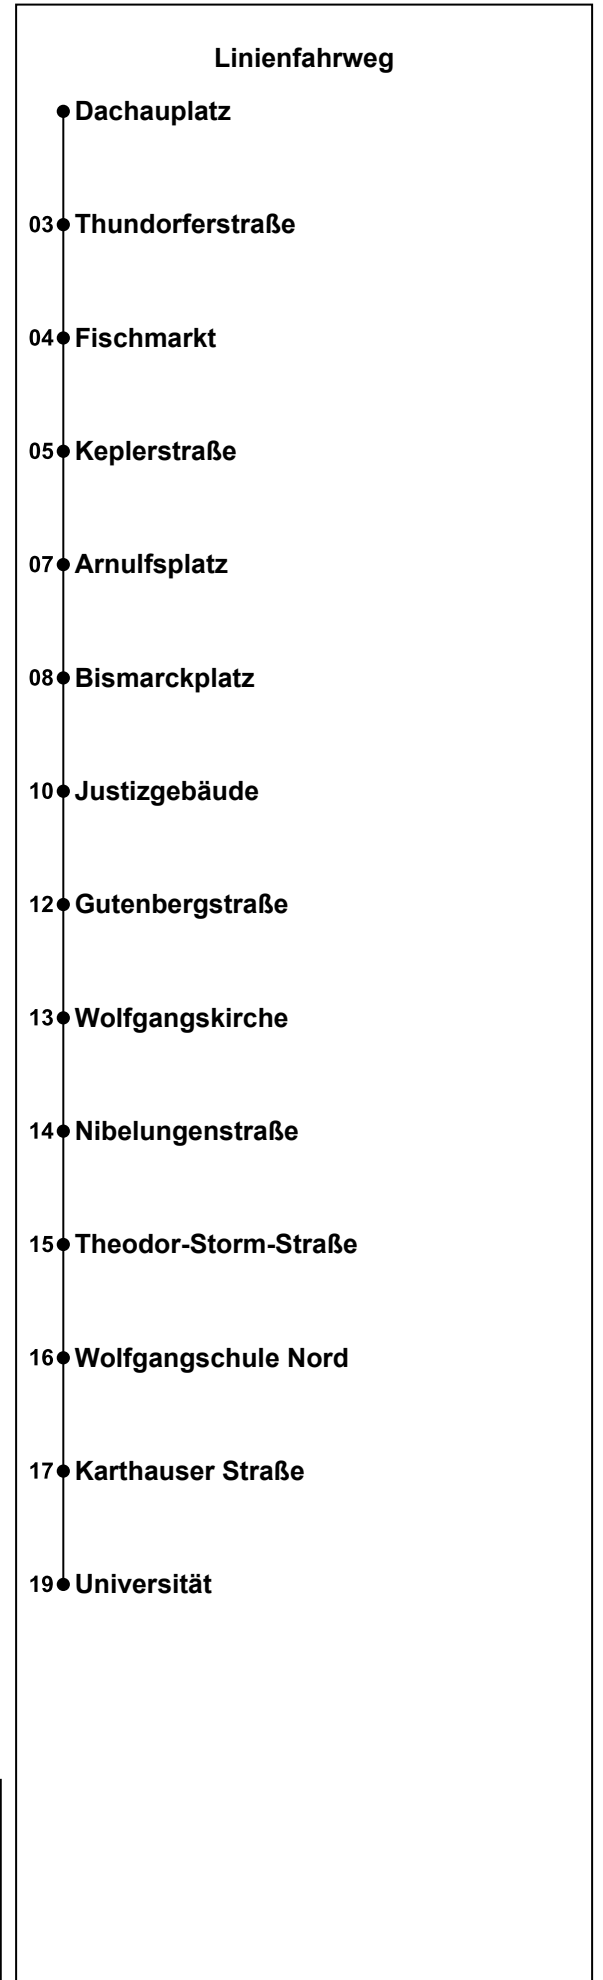 Linienfahrweg
Dachauplatz
03 Thundorferstraße
04 Fischmarkt
05 Keplerstraße
07 Arnulfsplatz
08 Bismarckplatz
10 Justizgebäude
12 Gutenbergstraße
13 Wolfgangskirche
14 Nibelungenstraße
15 Theodor-Storm-Straße
16 Wolfgangschule Nord
17 Karthauser Straße
19 Universität